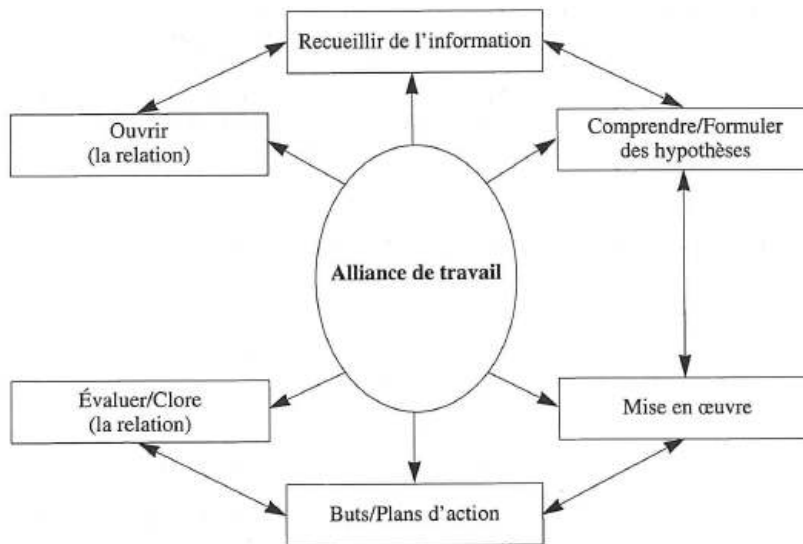 Recueillir de l'information
Ouvrir
(la relation)
Comprendre/Formuler
des hypothèses
Alliance de travail
Évaluer/Clore
(la relation)
Mise en œuvre
Buts/Plans d'action